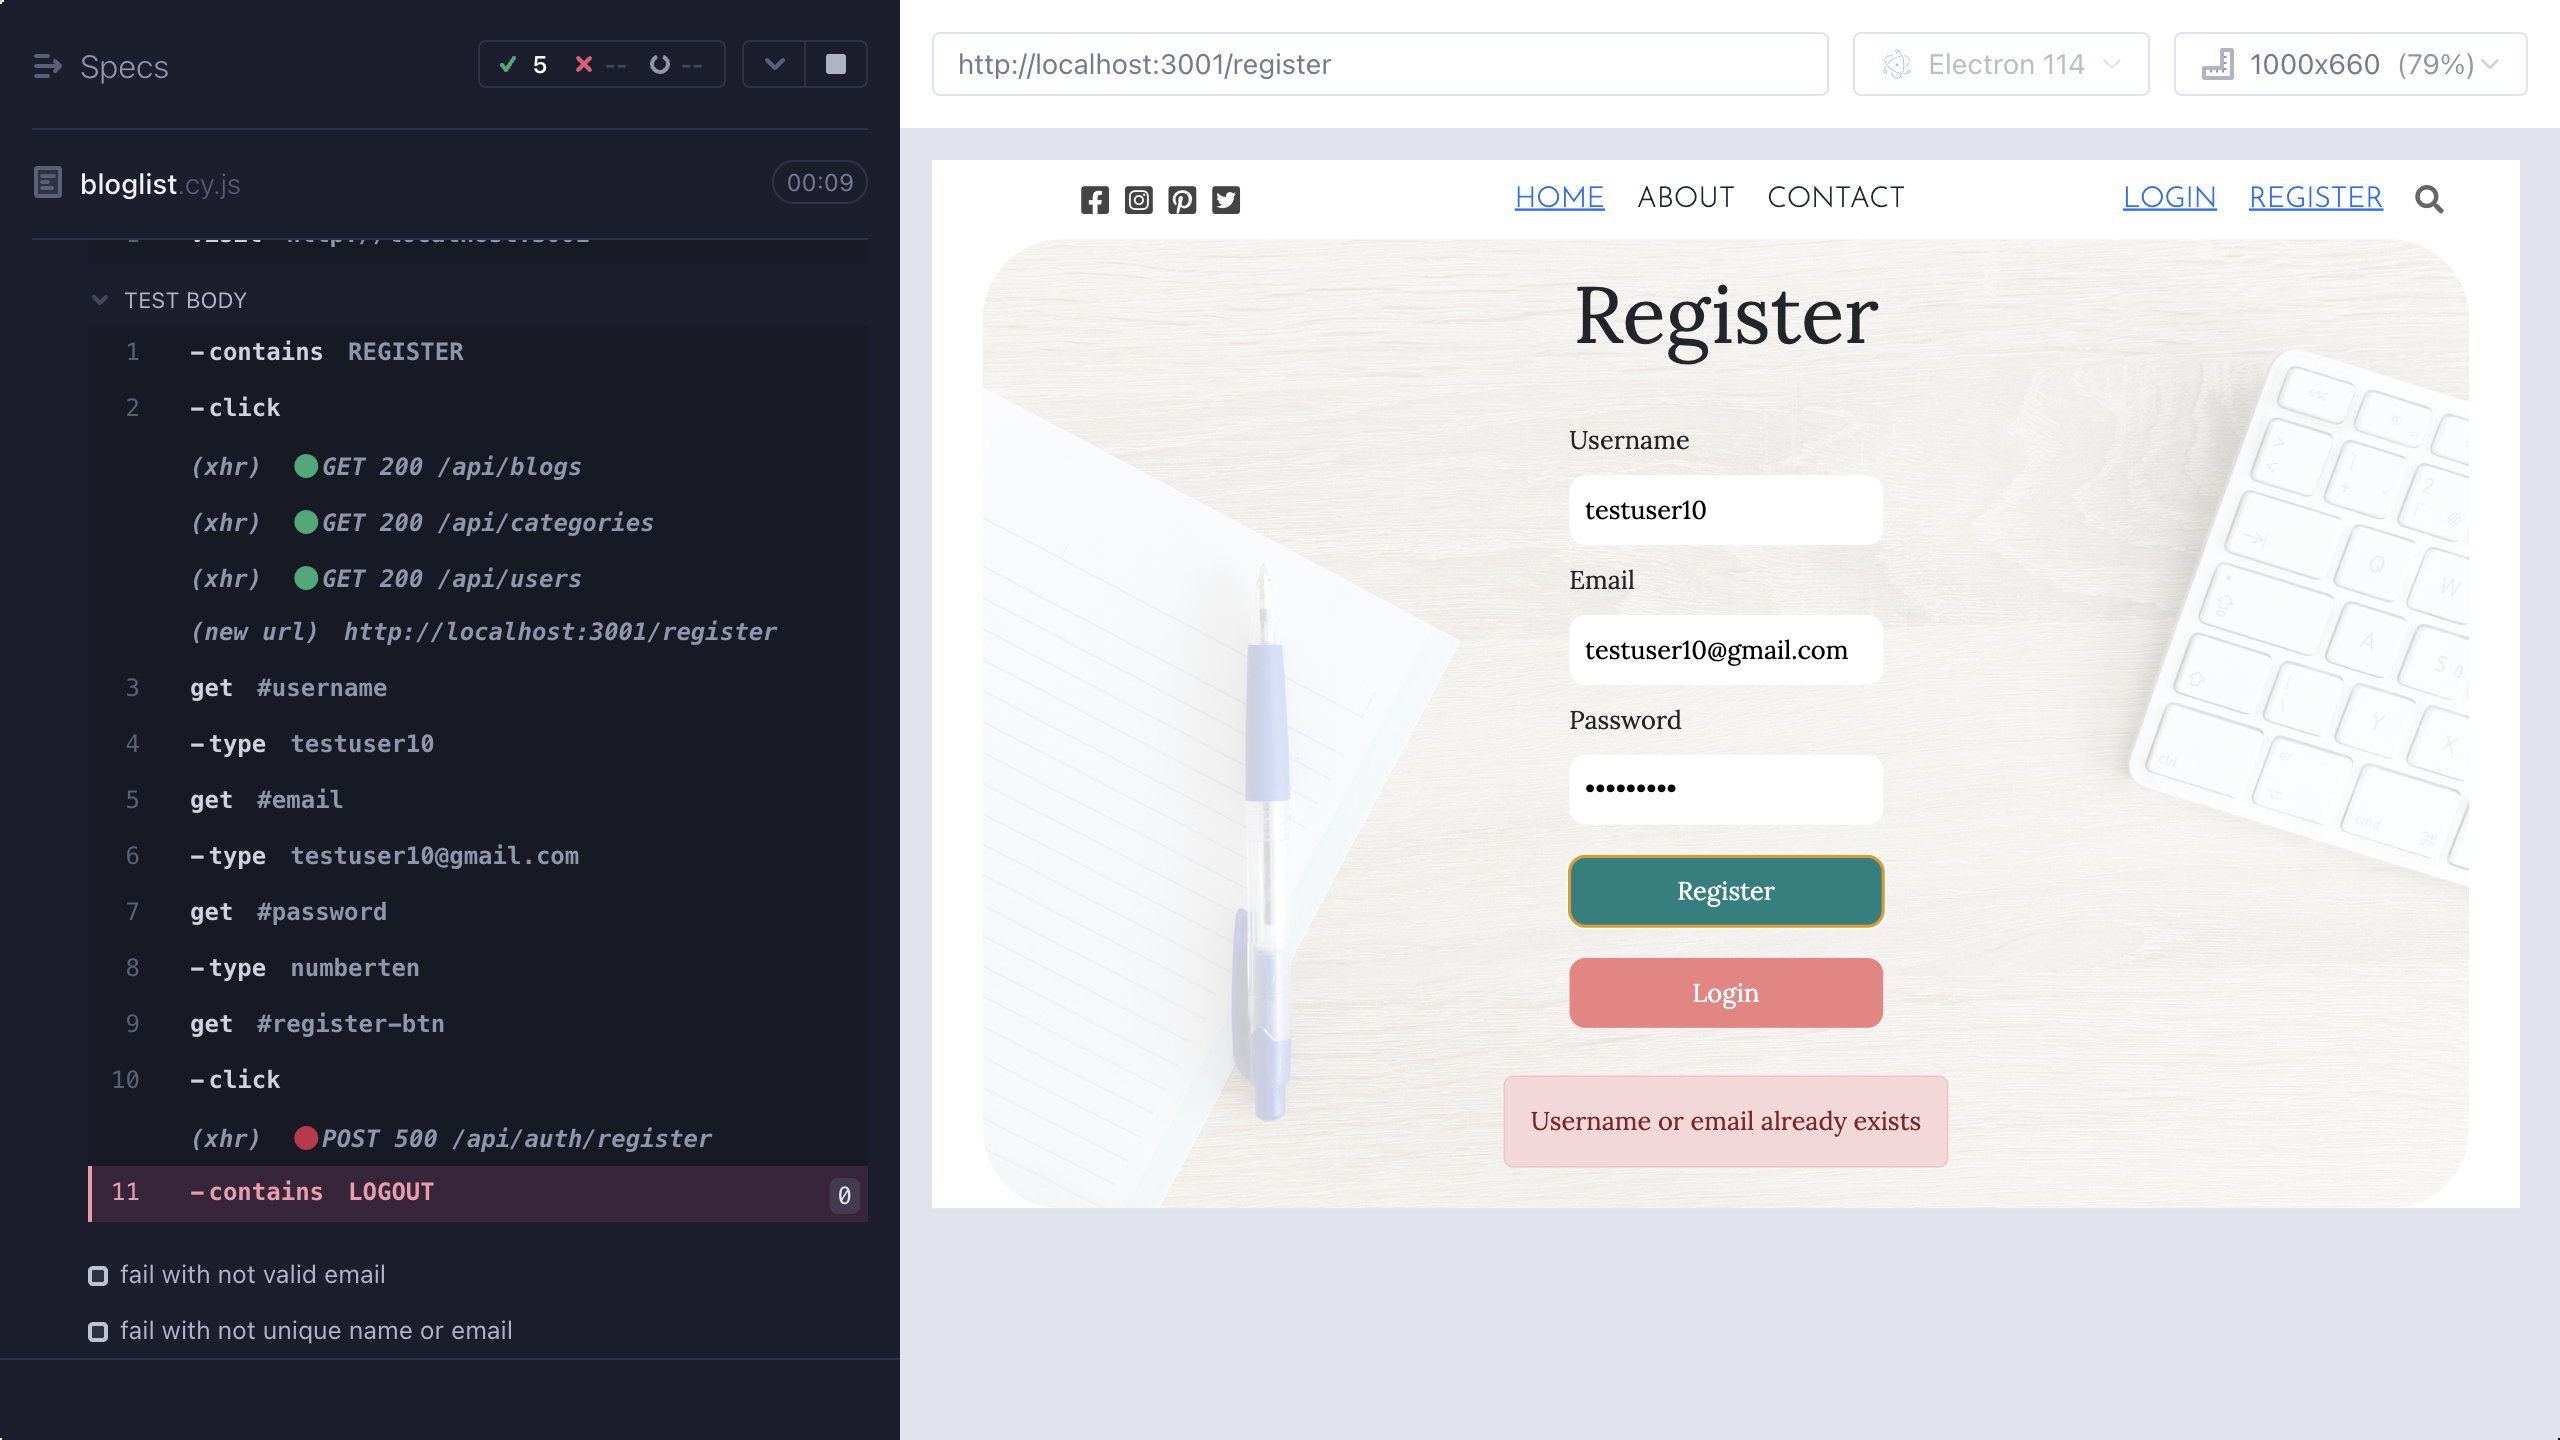 Specs
5 -- --
bloglist.cy.js
00:09
TEST BODY
1 -contains REGISTER
2 -click
(xhr) GET 200 /api/blogs
(xhr) GET 200 /api/categories
(xhr) GET 200 /api/users
(new url) http://localhost:3001/register
3 get #username
4 -type testuser10
5 get #email
6 -type testuser10@gmail.com
7 get #password
8 -type numberten
9 get #register-btn
10 -click
(xhr) POST 500 /api/auth/register
11 -contains LOGOUT 0
fail with not valid email
fail with not unique name or email
http://localhost:3001/register
Electron 114
1000x660 (79%)
HOME ABOUT CONTACT
LOGIN REGISTER
Register
Username
testuser10
Email
testuser10@gmail.com
Password
•••••••••
Register
Login
Username or email already exists